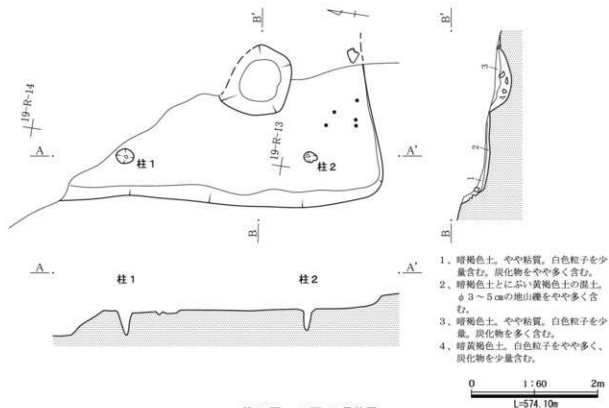 B'
B'
19-R-14
19-R-13
A
A'
柱1
柱2
B
B
3
2
1
A
柱1
柱2
A'
1、暗褐色土。やや粘質。白色粒子を少
量含む。炭化物をやや多く含む。
2、暗褐色土とにぶい黄褐色土の混土。
φ3～5㎝の地山礫をやや多く含
む。
3、暗褐色土。やや粘質。白色粒子を少
量。炭化物を多く含む。
4、暗黄褐色土。白色粒子をやや多く、
炭化物を少量含む。
0 1:60 2m
L=574.10m